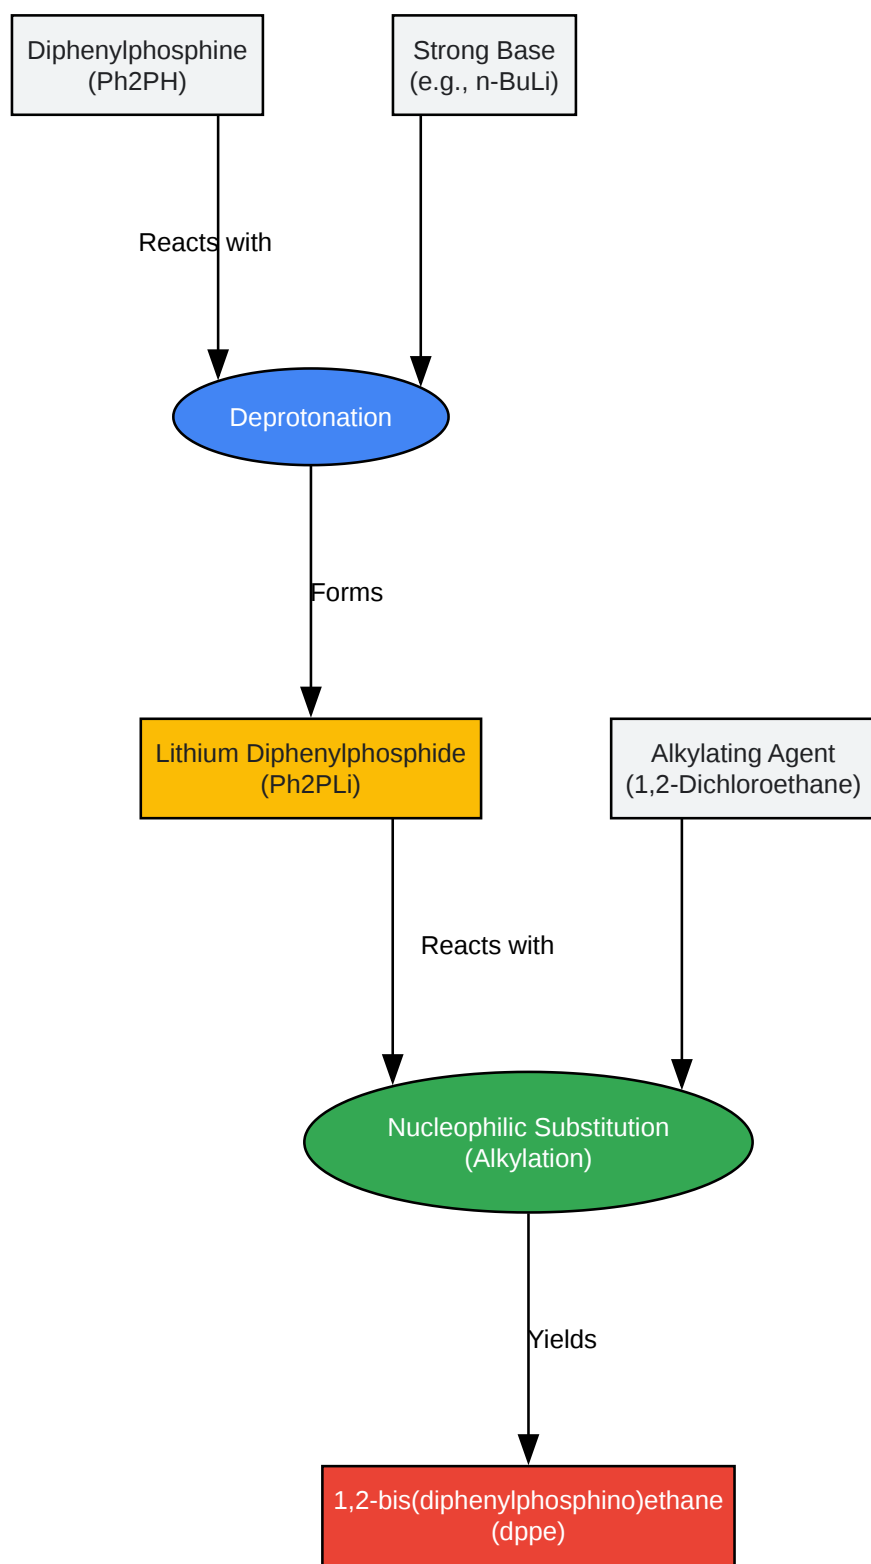 Diphenylphosphine
(Ph2PH)
Strong Base
(e.g., n-BuLi)
Reacts with
Deprotonation
Forms
Lithium Diphenylphosphide
(Ph2PLi)
Alkylating Agent
(1,2-Dichloroethane)
Reacts with
Nucleophilic Substitution
(Alkylation)
Yields
1,2-bis(diphenylphosphino)ethane
(dppe)